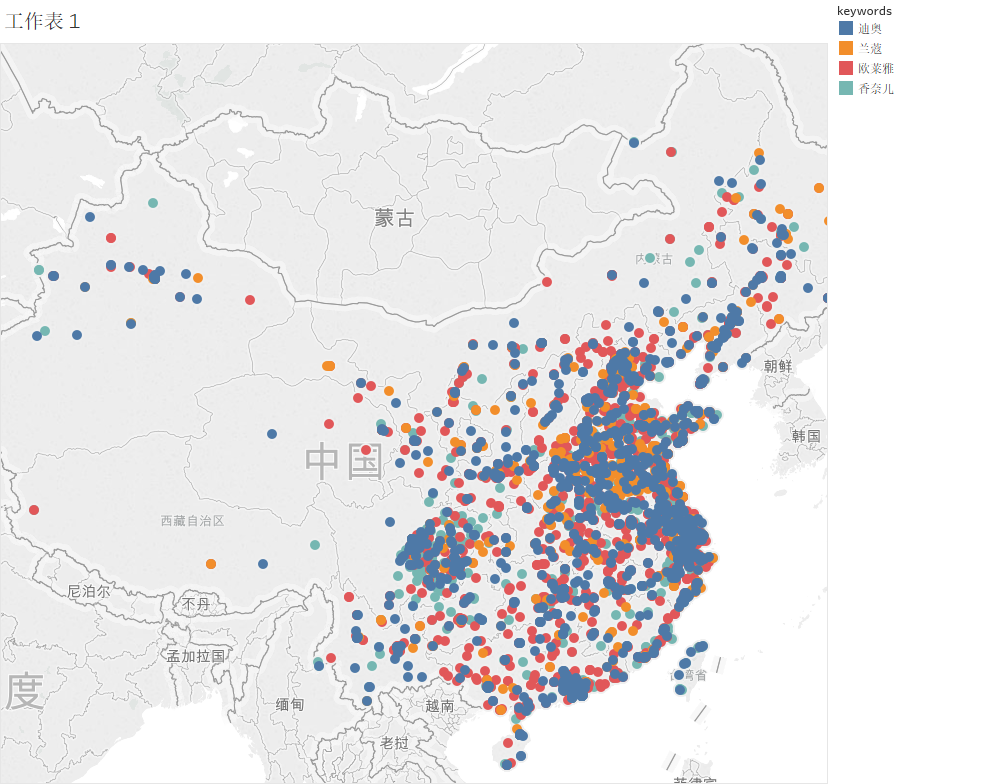 工作表 1
keywords
迪奥
兰蔻
欧莱雅
香奈儿
蒙古
内蒙古
朝鲜
韩国
中国
西藏自治区
尼泊尔
不丹
孟加拉国
度
缅甸
越南
老挝
湾省
菲律宾